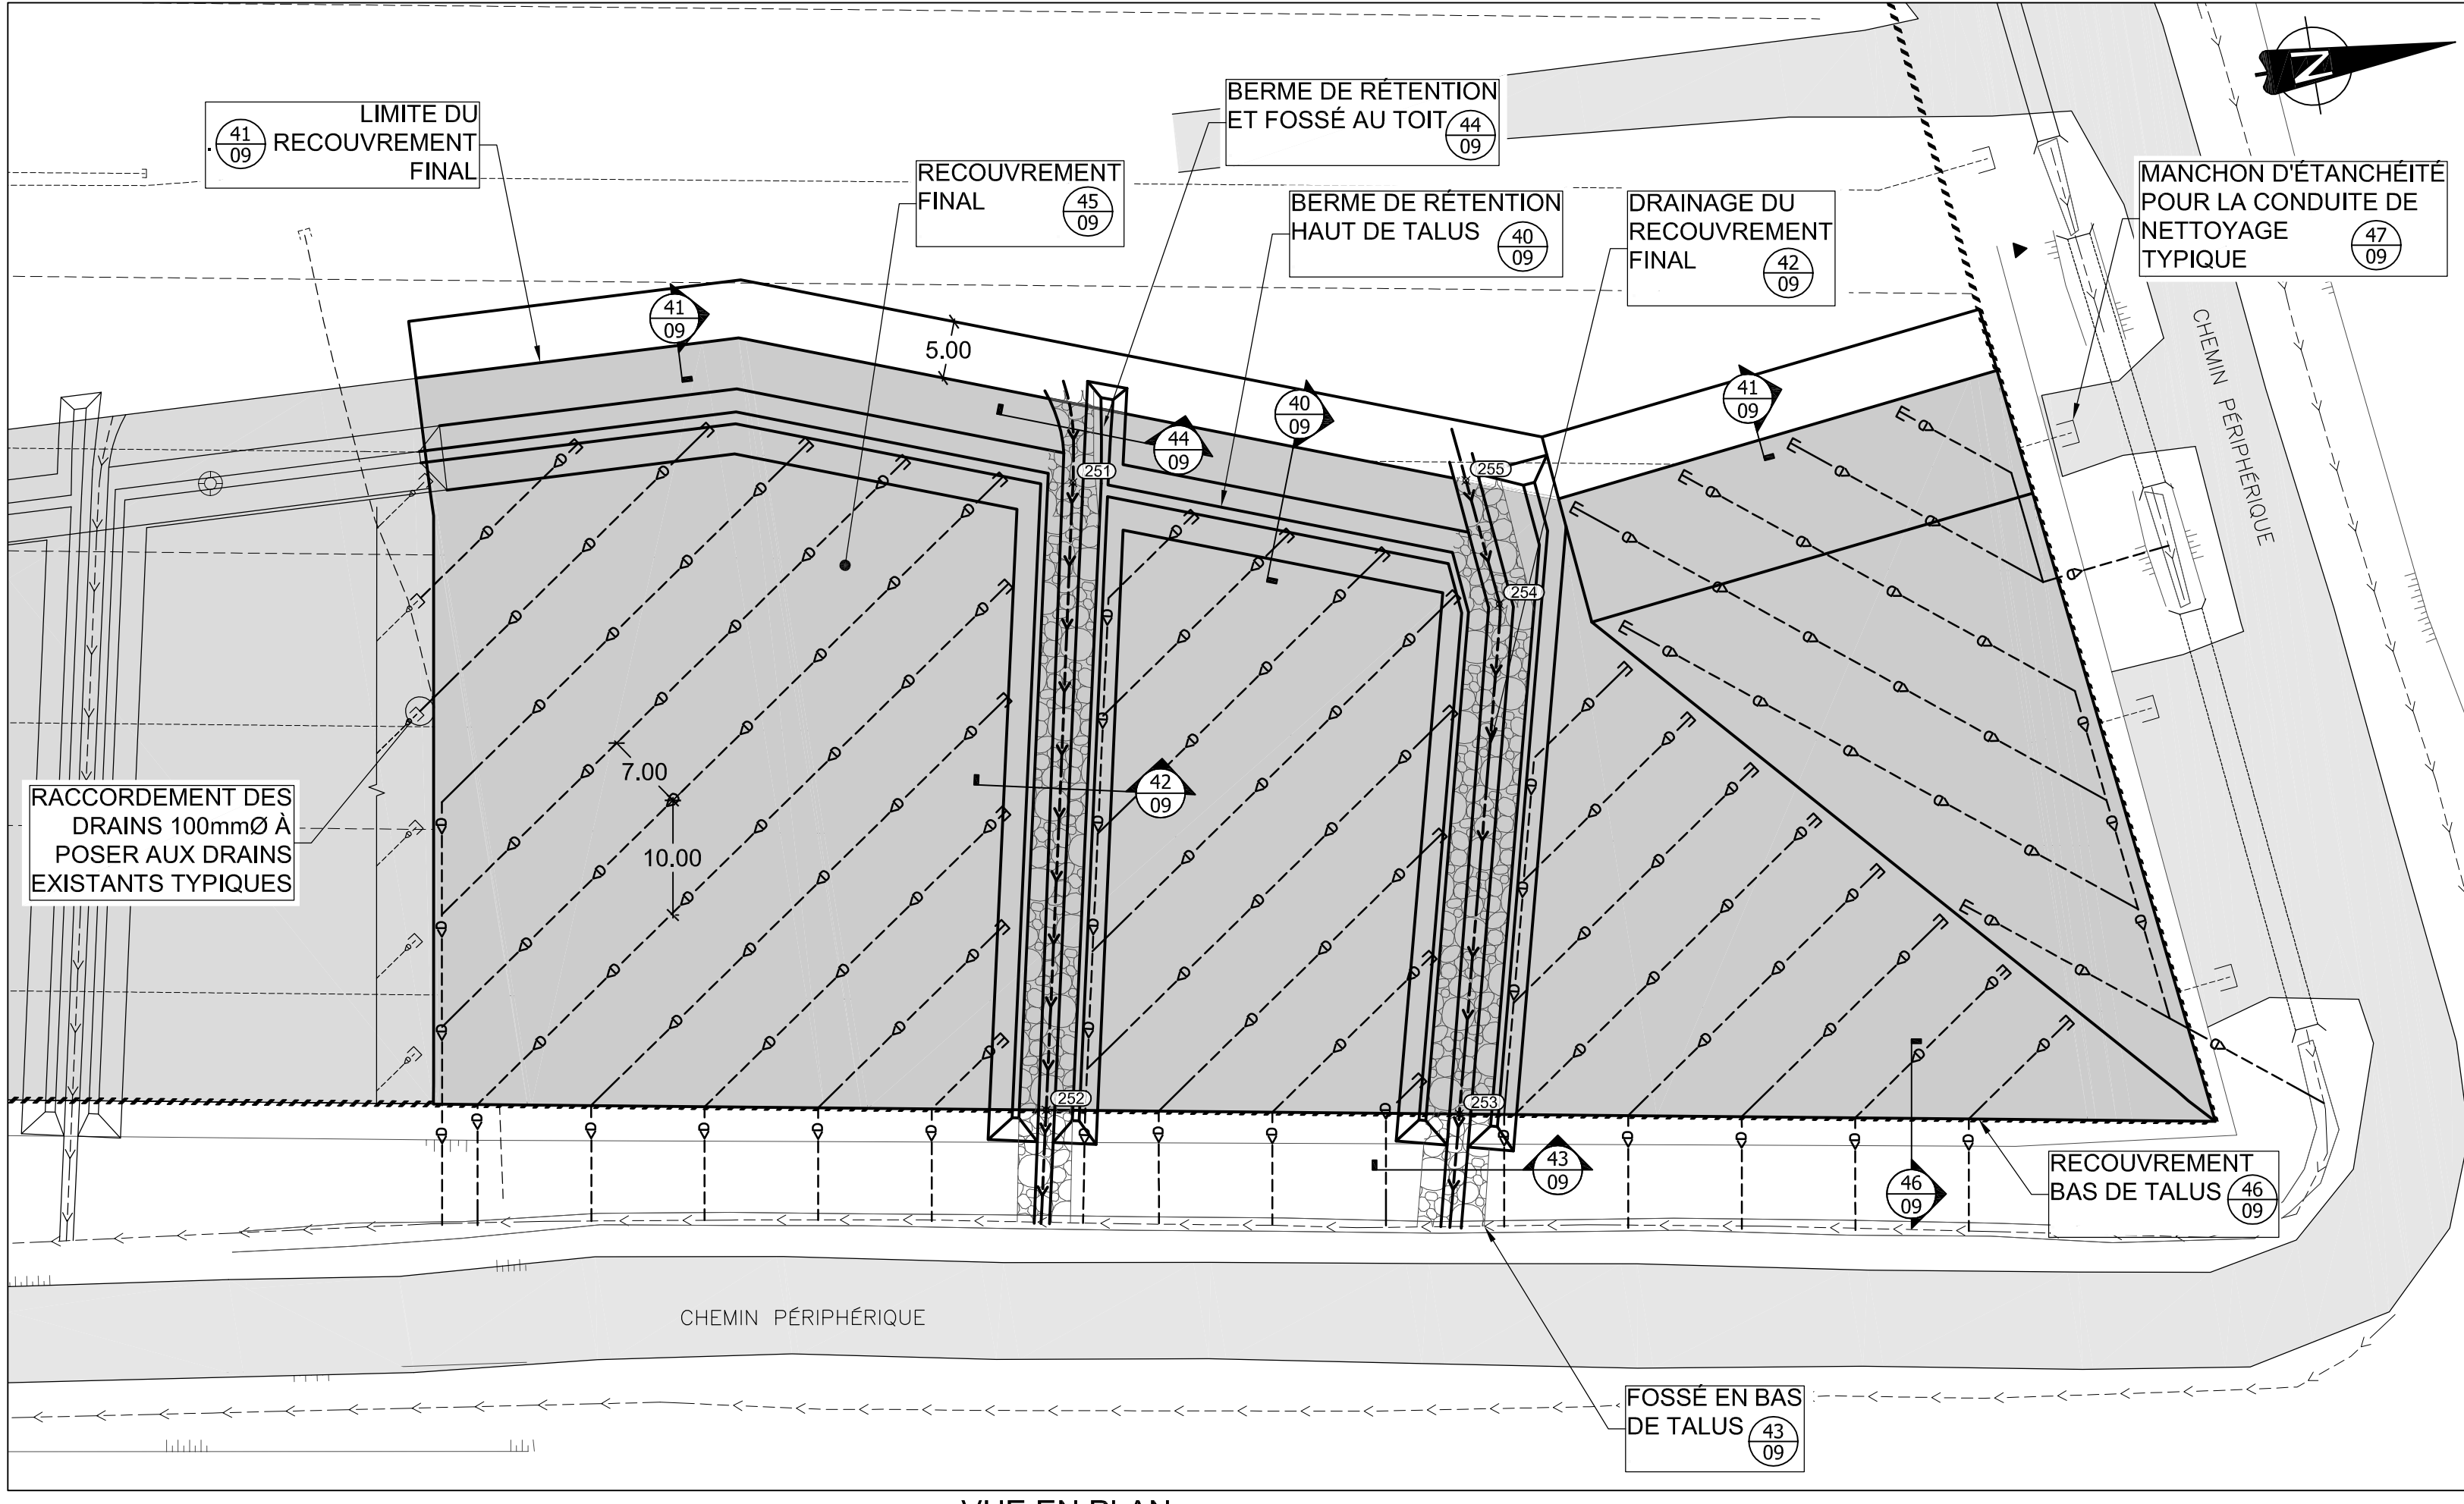 LIMITE DU
RECOUVREMENT
FINAL
41
09
RECOUVREMENT
FINAL
45
09
BERME DE RÉTENTION
ET FOSSÉ AU TOIT
44
09
BERME DE RÉTENTION
HAUT DE TALUS
40
09
DRAINAGE DU
RECOUVREMENT
FINAL
42
09
MANCHON D'ÉTANCHÉITÉ
POUR LA CONDUITE DE
NETTOYAGE
TYPIQUE
47
09
N
CHEMIN PÉRIPHÉRIQUE
41
09
5.00
40
09
41
09
44
09
251
255
254
7.00
10.00
42
09
RACCORDEMENT DES
DRAINS 100mmØ À
POSER AUX DRAINS
EXISTANTS TYPIQUES
252
253
43
09
46
09
RECOUVREMENT
BAS DE TALUS
46
09
CHEMIN PÉRIPHÉRIQUE
FOSSÉ EN BAS
DE TALUS
43
09
VUE EN PLAN